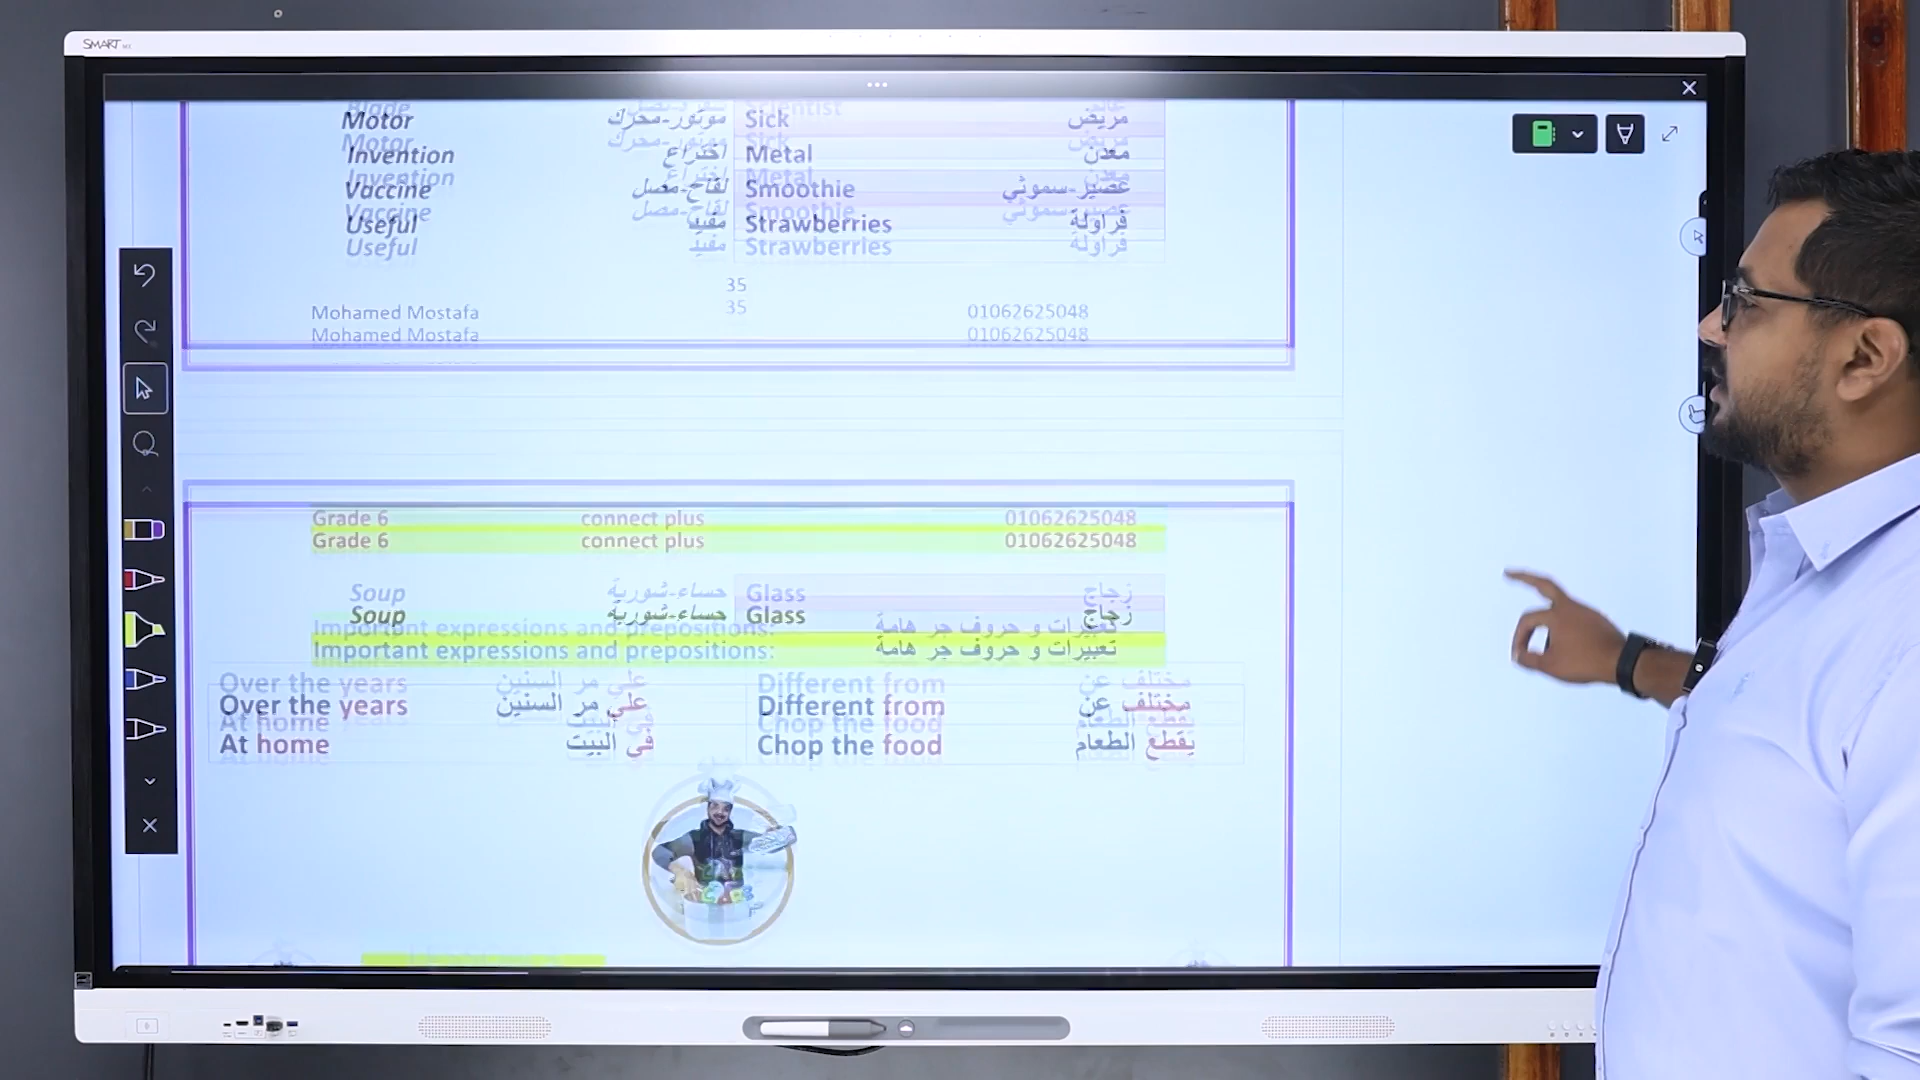 SMART
Blade Scientist
Motor موتور-محرك Sick مريض
Invention اختراع Metal معدن
Vaccine لقاح-مصل Smoothie عصير-سموثي
Useful مفيد Strawberries فراولة
35
Mohamed Mostafa 01062625048
Grade 6 connect plus 01062625048
Soup حساء-شوربة Glass زجاج
Important expressions and prepositions: تعبيرات و حروف جر هامة
Over the years علي مر السنين Different from مختلف عن
At home في البيت Chop the food يقطع الطعام